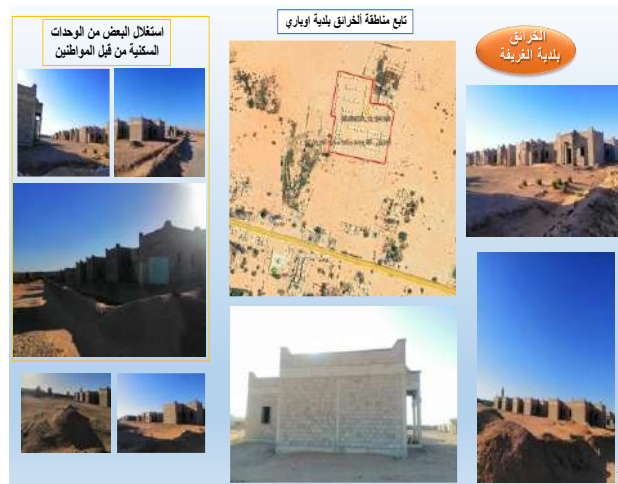 الخرائق
بلدية الغريفة
تابع مناطقة ألخرائق بلدية اوباري
استغلال البعض من الوحدات
السكنية من قبل المواطنين